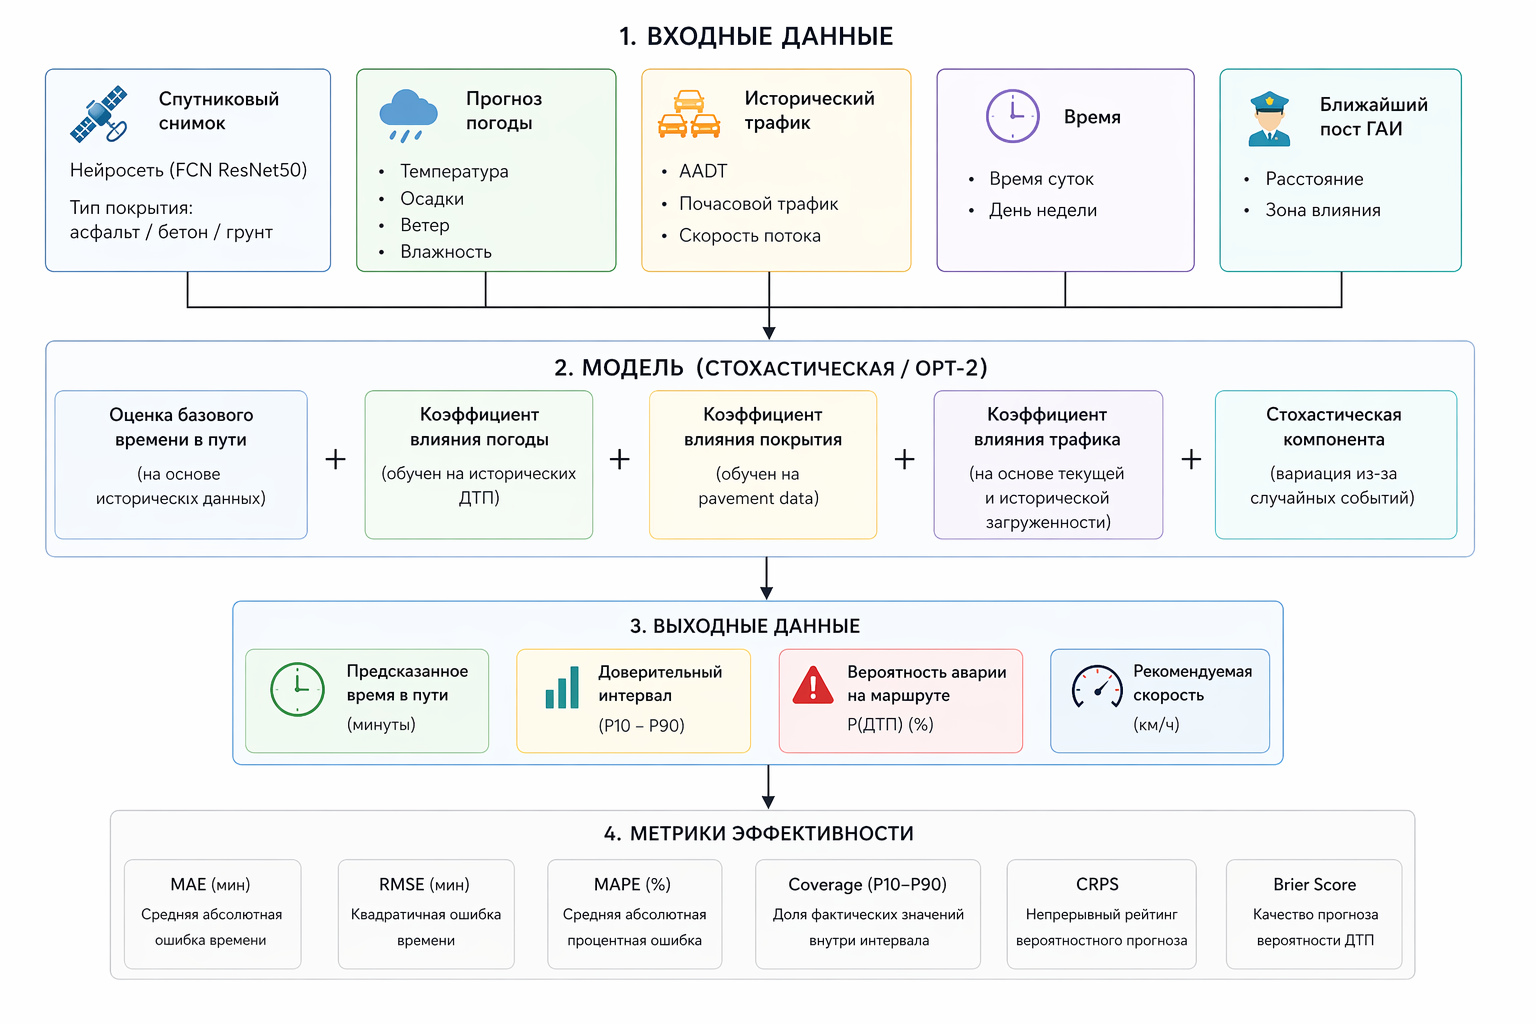 1. ВХОДНЫЕ ДАННЫЕ
Спутниковый
снимок
Нейросеть (FCN ResNet50)
Тип покрытия:
асфальт / бетон / грунт
Прогноз
погоды
• Температура
• Осадки
• Ветер
• Влажность
Исторический
трафик
• AADT
• Почасовой трафик
• Скорость потока
Время
• Время суток
• День недели
Ближайший
пост ГАИ
• Расстояние
• Зона влияния
2. МОДЕЛЬ (СТОХАСТИЧЕСКАЯ / OPT-2)
Оценка базового
времени в пути
(на основе
исторических данных)
+
Коэффициент
влияния погоды
(обучен на исторических
ДТП)
+
Коэффициент
влияния покрытия
(обучен на
pavement data)
+
Коэффициент
влияния трафика
(на основе текущей
и исторической
загруженности)
+
Стохастическая
компонента
(вариация из-за
случайных событий)
3. ВЫХОДНЫЕ ДАННЫЕ
Предсказанное
время в пути
(минуты)
Доверительный
интервал
(P10 – P90)
Вероятность аварии
на маршруте
P(ДТП) (%)
Рекомендуемая
скорость
(км/ч)
4. МЕТРИКИ ЭФФЕКТИВНОСТИ
MAE (мин)
Средняя абсолютная
ошибка времени
RMSE (мин)
Квадратичная ошибка
времени
MAPE (%)
Средняя абсолютная
процентная ошибка
Coverage (P10–P90)
Доля фактических значений
внутри интервала
CRPS
Непрерывный рейтинг
вероятностного прогноза
Brier Score
Качество прогноза
вероятности ДТП